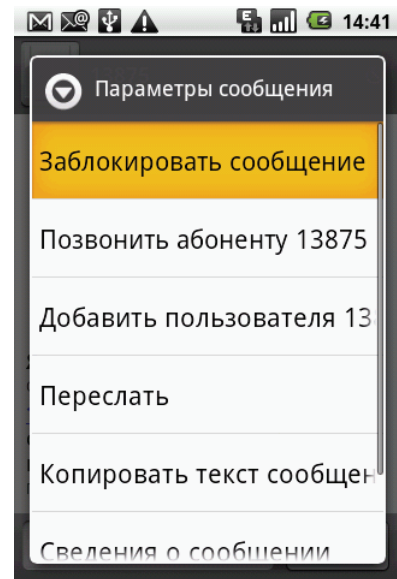 14:41
Параметры сообщения
Заблокировать сообщение
Позвонить абоненту 13875
Добавить пользователя 13
Переслать
Копировать текст сообщен
Сведения о сообщении